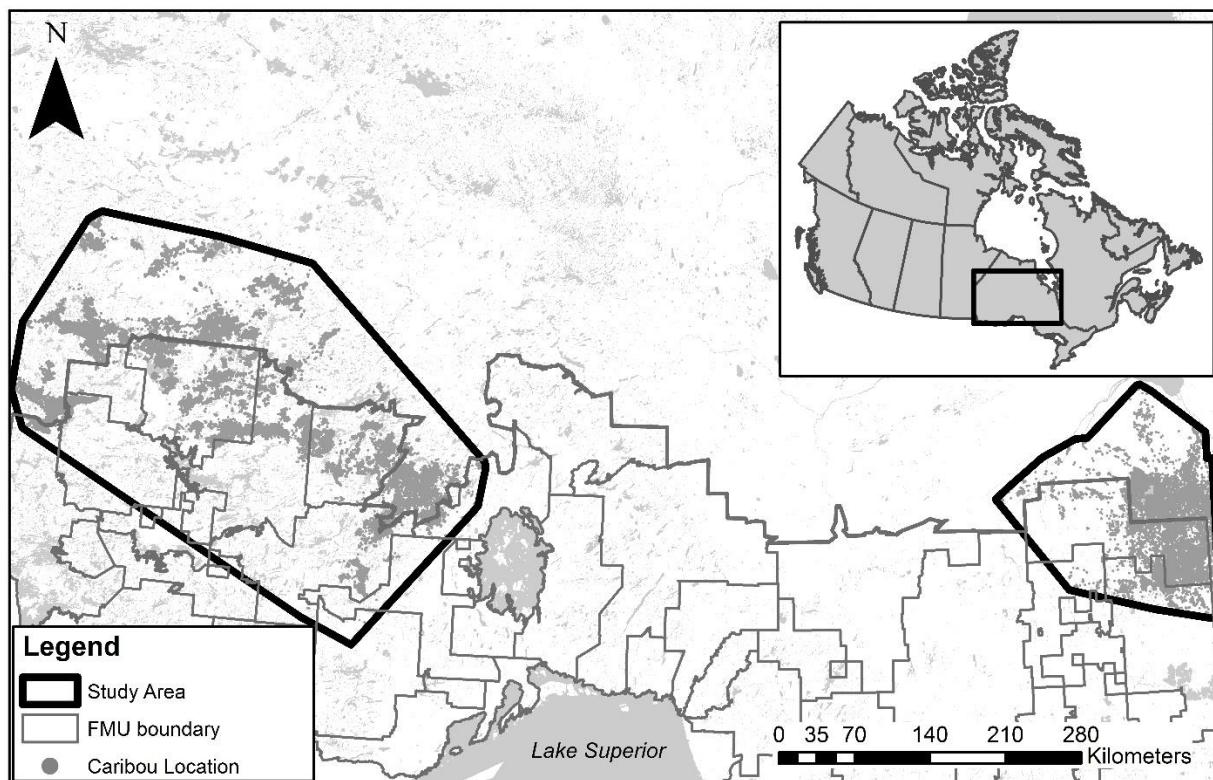 N
Legend
Study Area
FMU boundary
Caribou Location
Lake Superior
0 35 70 140 210 280
Kilometers